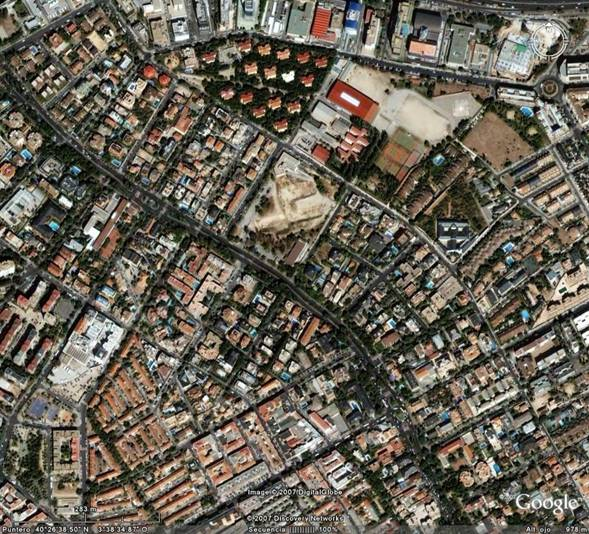 283 m
Image © 2007 DigitalGlobe
Google
© 2007 Discovery Networks
Puntero 40°26'38.50" N 3°38'34.87" O Secuencia |||||||||| 100% Alt. ojo 978 m